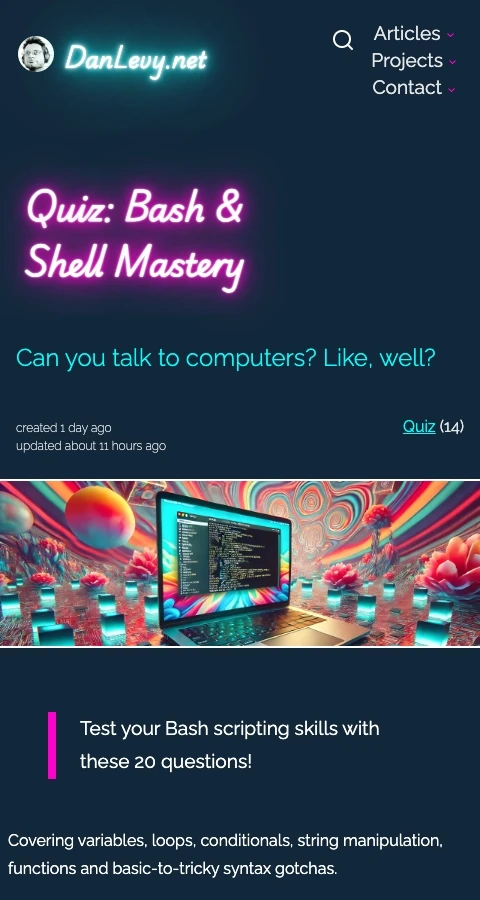 DanLevy.net
Articles
Projects
Contact
Quiz: Bash &
Shell Mastery
Can you talk to computers? Like, well?
created 1 day ago
updated about 11 hours ago
Quiz (14)
Test your Bash scripting skills with
these 20 questions!
Covering variables, loops, conditionals, string manipulation,
functions and basic-to-tricky syntax gotchas.